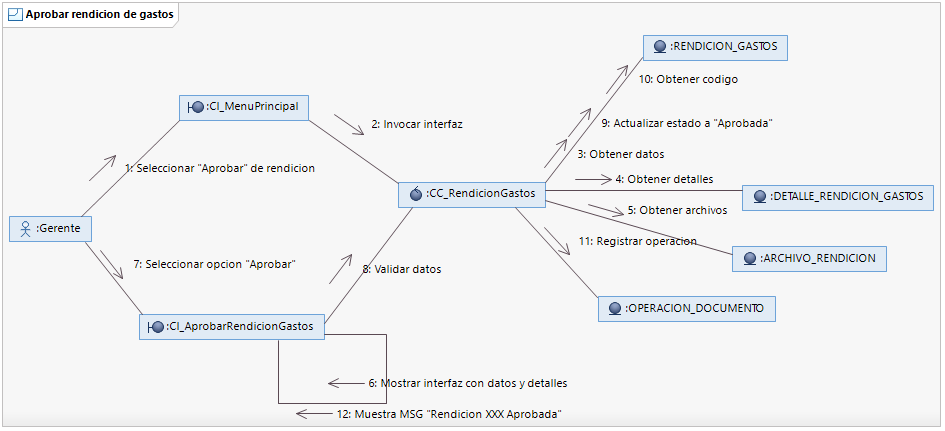 Aprobar rendicion de gastos
:RENDICION_GASTOS
10: Obtener codigo
:CI_MenuPrincipal
2: Invocar interfaz
9: Actualizar estado a "Aprobada"
3: Obtener datos
1: Seleccionar "Aprobar" de rendicion
4: Obtener detalles
:CC_RendicionGastos
:DETALLE_RENDICION_GASTOS
5: Obtener archivos
:Gerente
11: Registrar operacion
:ARCHIVO_RENDICION
7: Seleccionar opcion "Aprobar"
8: Validar datos
:OPERACION_DOCUMENTO
:CI_AprobarRendicionGastos
6: Mostrar interfaz con datos y detalles
12: Muestra MSG "Rendicion XXX Aprobada"